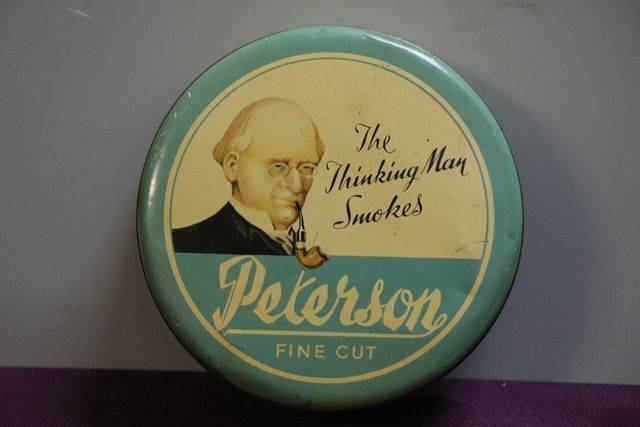 The
Thinking Man
Smokes
Peterson
FINE CUT